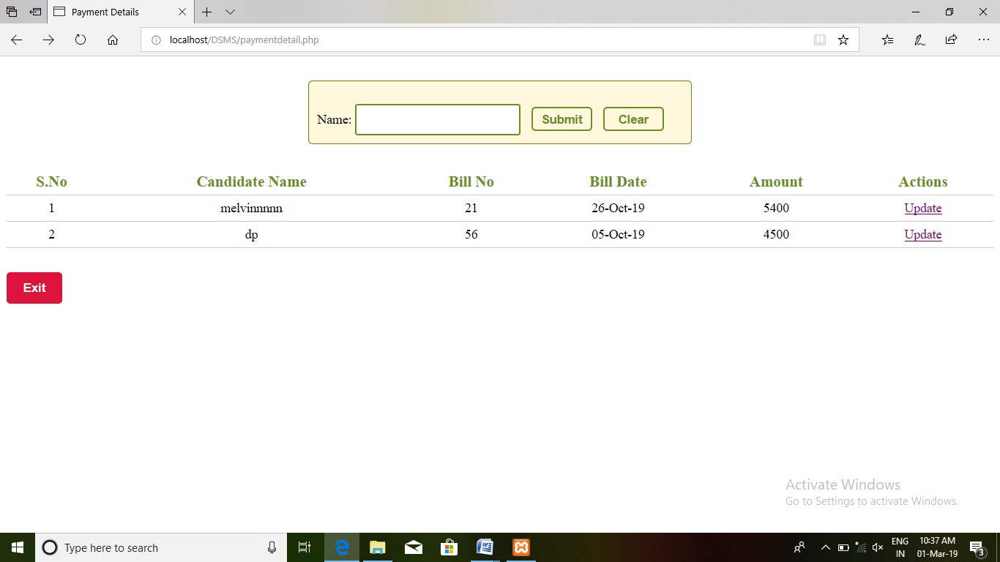 Payment Details
localhost/DSMS/paymentdetail.php
Name: Submit Clear
S.No Candidate Name Bill No Bill Date Amount Actions
1 melvinnnnn 21 26-Oct-19 5400 Update
2 dp 56 05-Oct-19 4500 Update
Exit
Activate Windows
Go to Settings to activate Windows.
Type here to search ENG 10:37 AM
IN 01-Mar-19 3